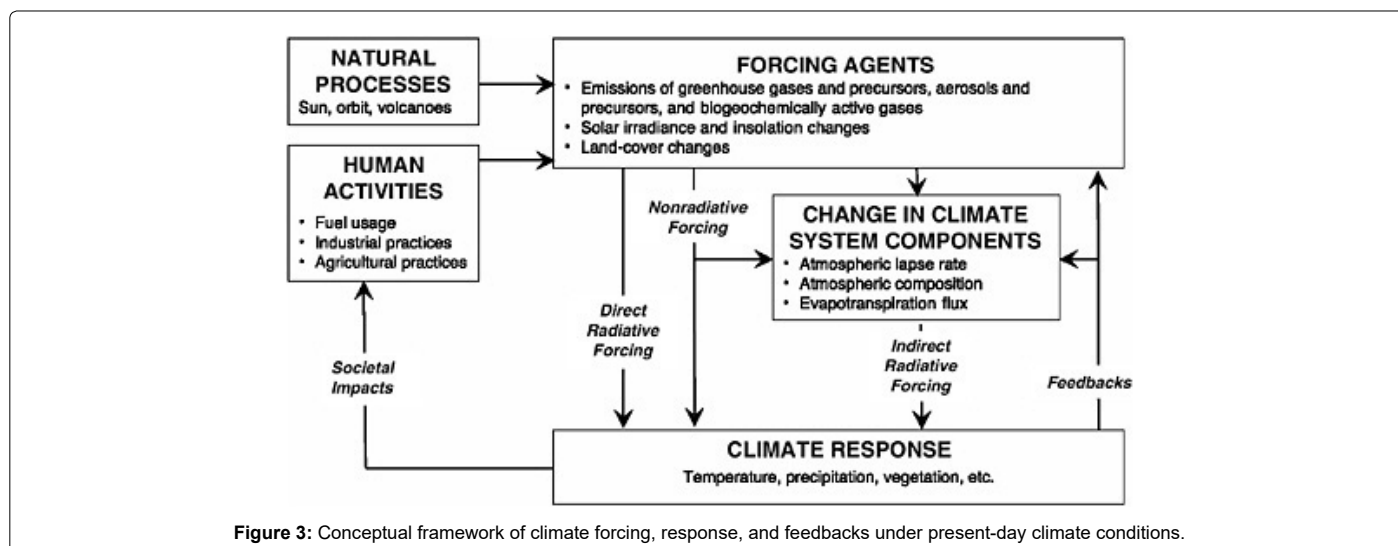 NATURAL
PROCESSES
Sun, orbit, volcanoes
FORCING AGENTS
• Emissions of greenhouse gases and precursors, aerosols and
precursors, and biogeochemically active gases
• Solar irradiance and insolation changes
• Land-cover changes
HUMAN
ACTIVITIES
• Fuel usage
• Industrial practices
• Agricultural practices
Nonradiative
Forcing
CHANGE IN CLIMATE
SYSTEM COMPONENTS
• Atmospheric lapse rate
• Atmospheric composition
• Evapotranspiration flux
Direct
Radiative
Forcing
Indirect
Radiative
Forcing
Societal
Impacts
Feedbacks
CLIMATE RESPONSE
Temperature, precipitation, vegetation, etc.
Figure 3: Conceptual framework of climate forcing, response, and feedbacks under present-day climate conditions.